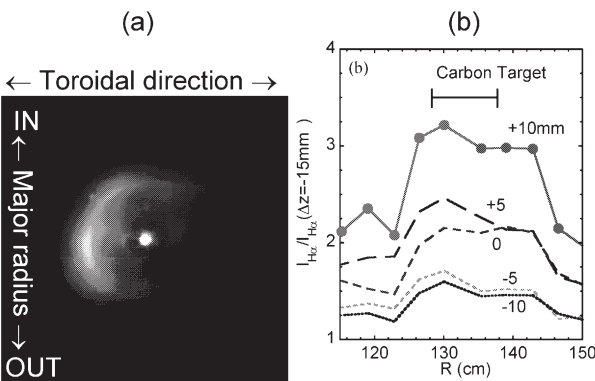 (a)
← Toroidal direction →
IN
← Major radius →
OUT
(b)
(b)
Carbon Target
+10mm
+5
0
-5
-10
4
3
2
1
I_Hα/I_Hα(Δz=-15mm)
120 130 140 150
R (cm)